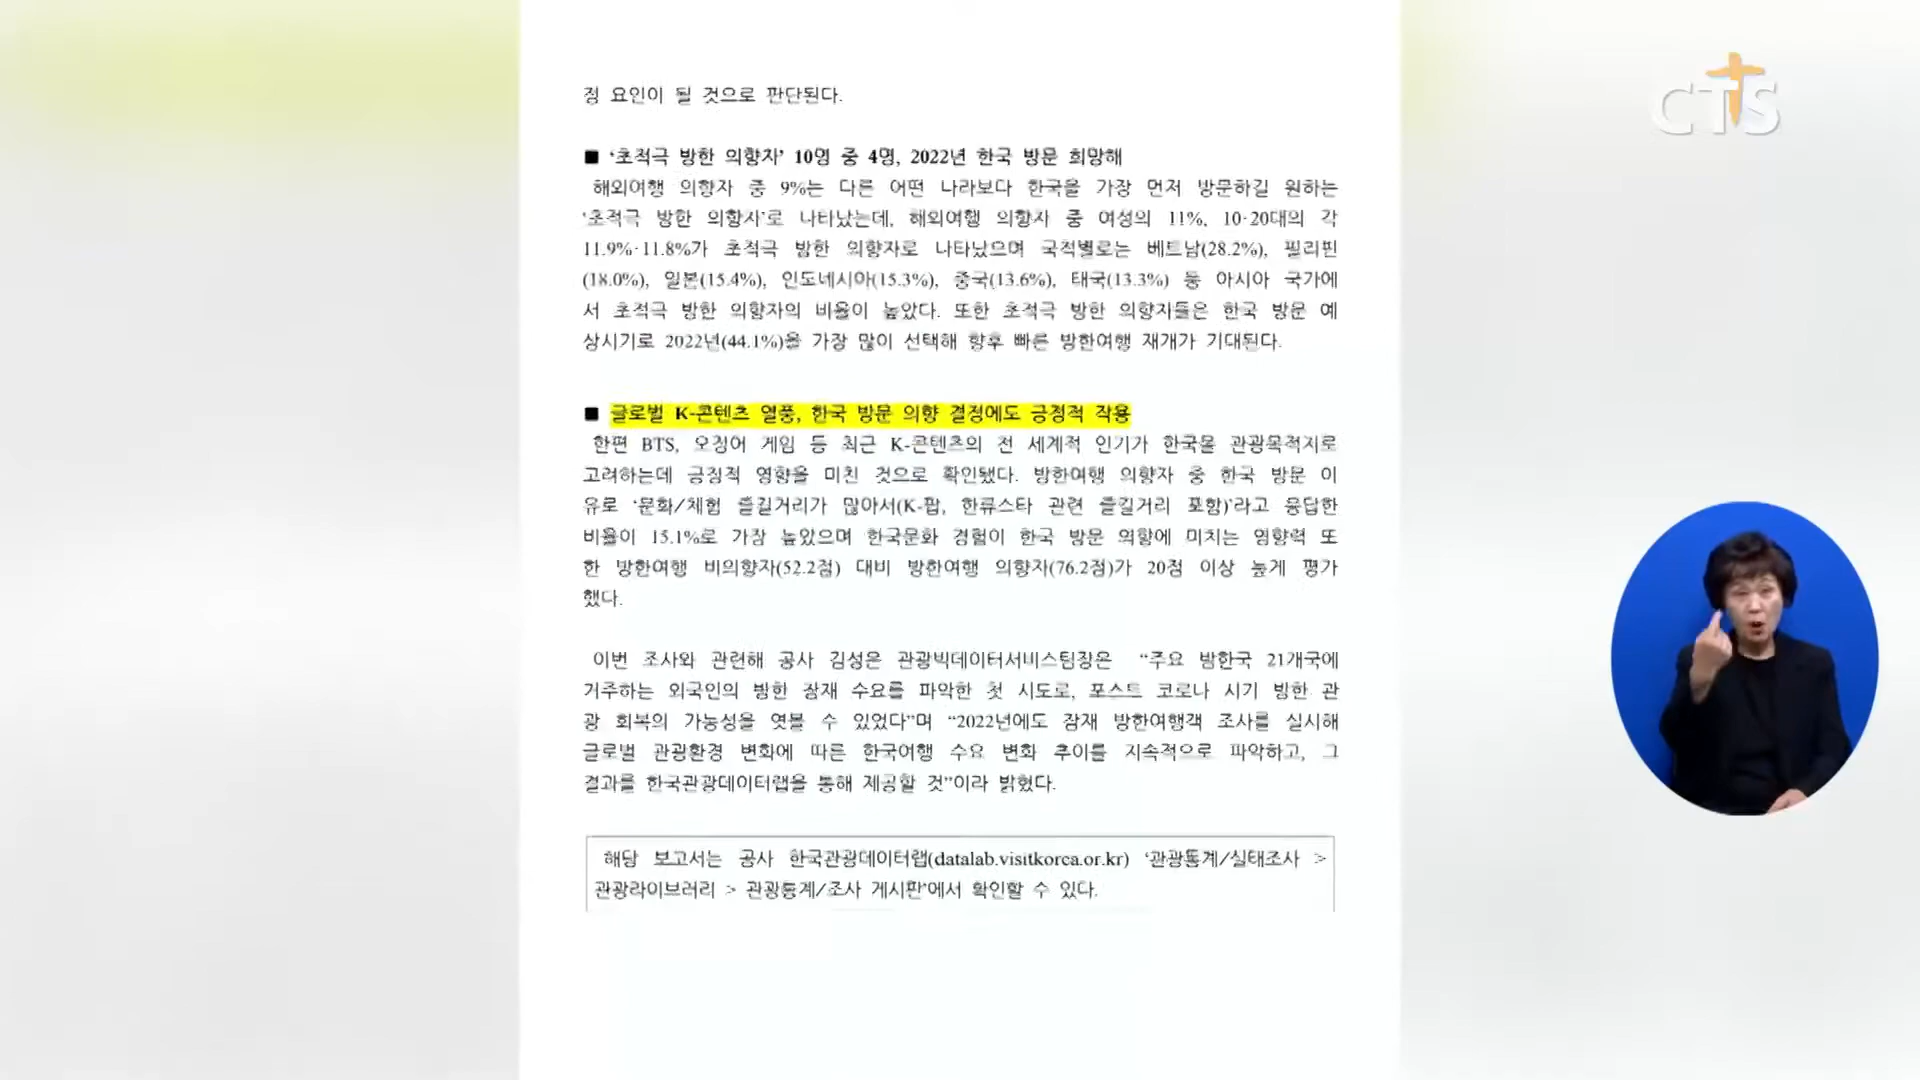 정 요인이 될 것으로 판단된다.
CTS
■ ‘초적극 방한 의향자’ 10명 중 4명, 2022년 한국 방문 희망해
해외여행 의향자 중 9%는 다른 어떤 나라보다 한국을 가장 먼저 방문하길 원하는
‘초적극 방한 의향자’로 나타났는데, 해외여행 의향자 중 여성의 11%, 10·20대의 각
11.9%·11.8%가 초적극 방한 의향자로 나타났으며 국적별로는 베트남(28.2%), 필리핀
(18.0%), 일본(15.4%), 인도네시아(15.3%), 중국(13.6%), 태국(13.3%) 등 아시아 국가에
서 초적극 방한 의향자의 비율이 높았다. 또한 초적극 방한 의향자들은 한국 방문 예
상시기로 2022년(44.1%)을 가장 많이 선택해 향후 빠른 방한여행 재개가 기대된다.
■ 글로벌 K-콘텐츠 열풍, 한국 방문 의향 결정에도 긍정적 작용
한편 BTS, 오징어 게임 등 최근 K-콘텐츠의 전 세계적 인기가 한국을 관광목적지로
고려하는데 긍정적 영향을 미친 것으로 확인됐다. 방한여행 의향자 중 한국 방문 이
유로 ‘문화/체험 즐길거리가 많아서(K-팝, 한류스타 관련 즐길거리 포함)’라고 응답한
비율이 15.1%로 가장 높았으며 한국문화 경험이 한국 방문 의향에 미치는 영향력 또
한 방한여행 비의향자(52.2점) 대비 방한여행 의향자(76.2점)가 20점 이상 높게 평가
했다.
이번 조사와 관련해 공사 김성은 관광빅데이터서비스팀장은 “주요 방한국 21개국에
거주하는 외국인의 방한 잠재 수요를 파악한 첫 시도로, 포스트 코로나 시기 방한 관
광 회복의 가능성을 엿볼 수 있었다”며 “2022년에도 잠재 방한여행객 조사를 실시해
글로벌 관광환경 변화에 따른 한국여행 수요 변화 추이를 지속적으로 파악하고, 그
결과를 한국관광데이터랩을 통해 제공할 것”이라 밝혔다.
해당 보고서는 공사 한국관광데이터랩(datalab.visitkorea.or.kr) ‘관광통계/실태조사 >
관광라이브러리 > 관광통계/조사 게시판’에서 확인할 수 있다.